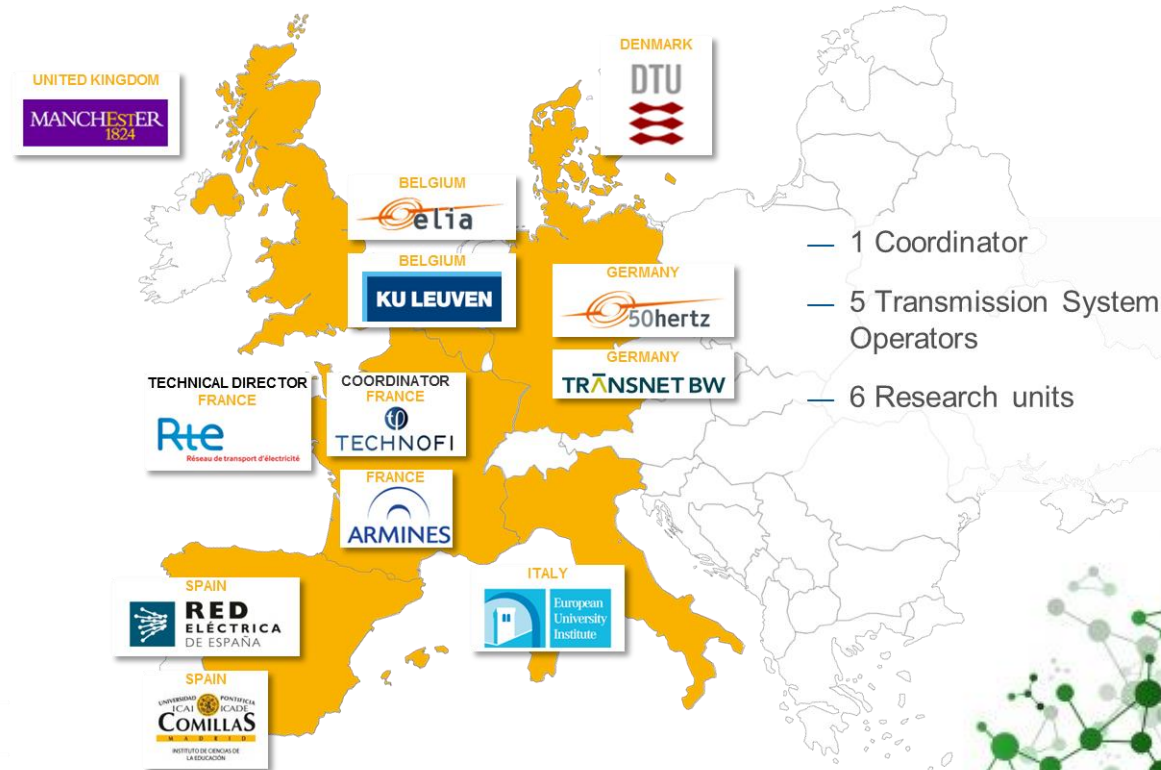 UNITED KINGDOM
MANCHESTER
1824
DENMARK
DTU
BELGIUM
elia
BELGIUM
KU LEUVEN
GERMANY
50hertz
GERMANY
TRANSNET BW
TECHNICAL DIRECTOR
FRANCE
Rte
Réseau de transport d'électricité
COORDINATOR
FRANCE
TECHNOFI
FRANCE
ARMINES
SPAIN
RED
ELÉCTRICA
DE ESPAÑA
SPAIN
UNIVERSIDAD PONTIFICIA
ICAI ICADE
COMILLAS
MADRID
INSTITUTO DE CIENCIAS DE
LA EDUCACIÓN
ITALY
European
University
Institute
— 1 Coordinator
— 5 Transmission System
Operators
— 6 Research units